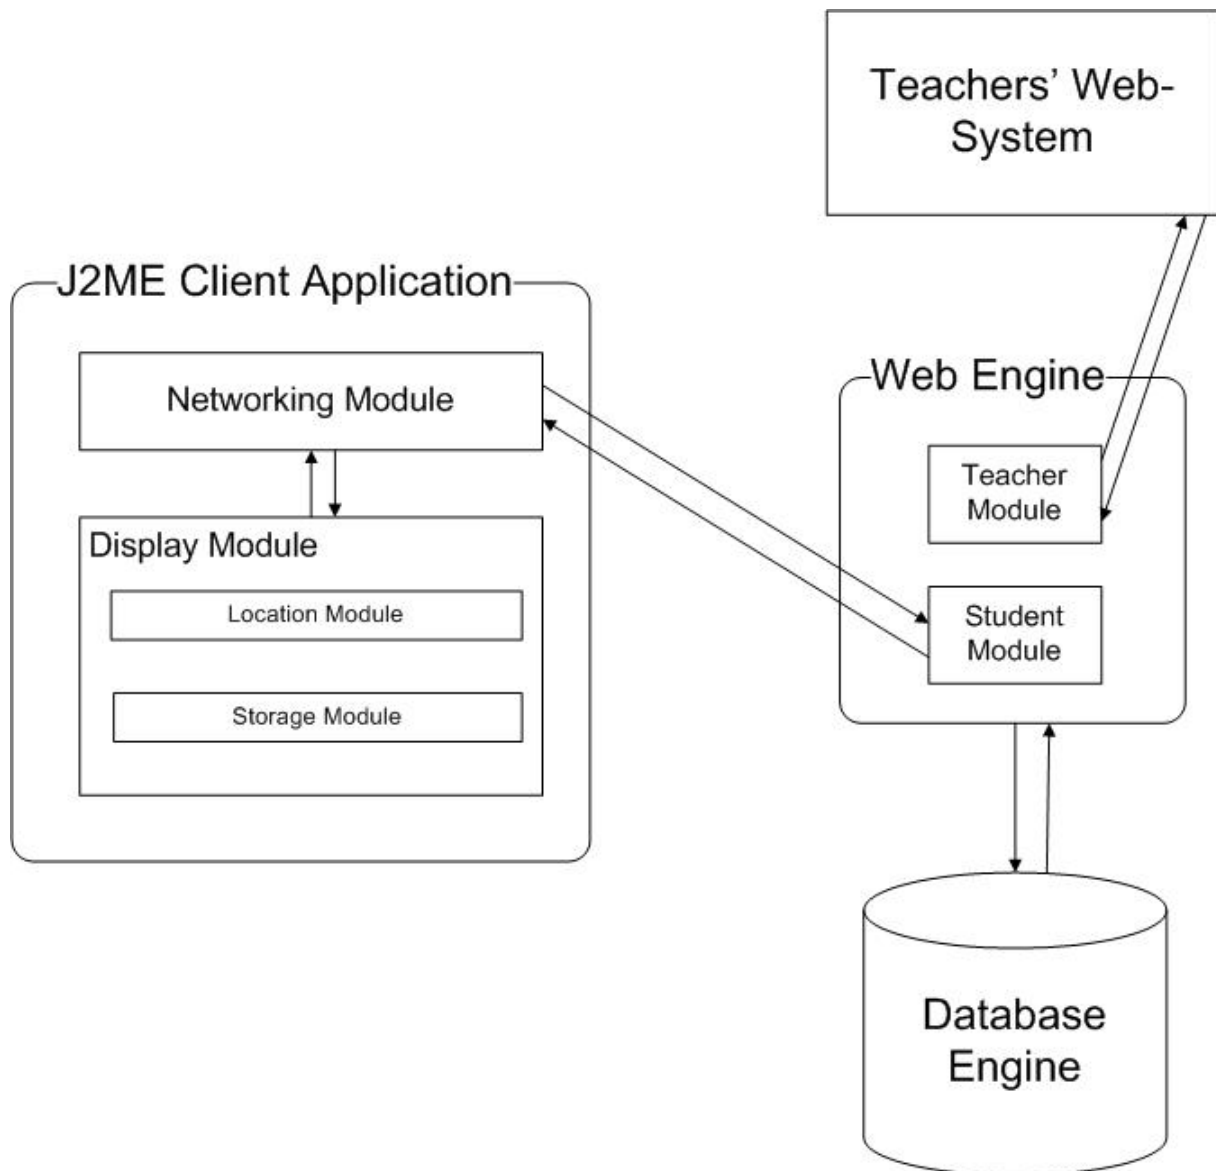 Teachers’ Web-
System
J2ME Client Application
Networking Module
Display Module
Location Module
Storage Module
Web Engine
Teacher
Module
Student
Module
Database
Engine